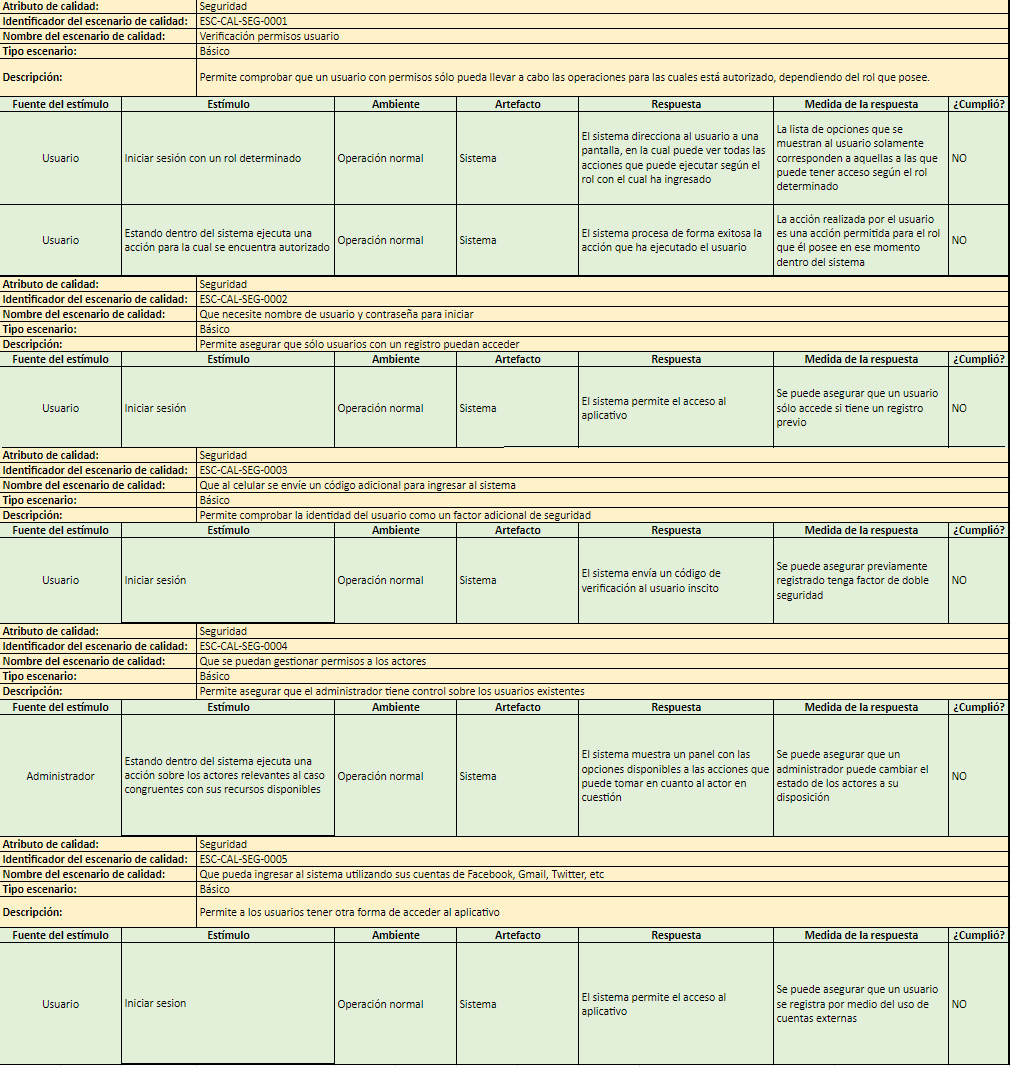 Atributo de calidad: Seguridad
Identificador del escenario de calidad: ESC-CAL-SEG-0001
Nombre del escenario de calidad: Verificación permisos usuario
Tipo escenario: Básico
Descripción: Permite comprobar que un usuario con permisos sólo pueda llevar a cabo las operaciones para las cuales está autorizado, dependiendo del rol que posee.
Fuente del estímulo Estímulo Ambiente Artefacto Respuesta Medida de la respuesta ¿Cumplió?
Usuario
Iniciar sesión con un rol determinado
Operación normal
Sistema
El sistema direcciona al usuario a una
pantalla, en la cual puede ver todas las
acciones que puede ejecutar según el
rol con el cual ha ingresado
La lista de opciones que se
muestran al usuario solamente
corresponden a aquellas a las que
puede tener acceso según el rol
determinado
NO
Usuario
Estando dentro del sistema ejecuta una
acción para la cual se encuentra autorizado
Operación normal
Sistema
El sistema procesa de forma exitosa la
acción que ha ejecutado el usuario
La acción realizada por el usuario
es una acción permitida para el rol
que él posee en ese momento
dentro del sistema
NO
Atributo de calidad: Seguridad
Identificador del escenario de calidad: ESC-CAL-SEG-0002
Nombre del escenario de calidad: Que necesite nombre de usuario y contraseña para iniciar
Tipo escenario: Básico
Descripción: Permite asegurar que sólo usuarios con un registro puedan acceder
Fuente del estímulo Estímulo Ambiente Artefacto Respuesta Medida de la respuesta ¿Cumplió?
Usuario
Iniciar sesión
Operación normal
Sistema
El sistema permite el acceso al
aplicativo
Se puede asegurar que un usuario
sólo accede si tiene un registro
previo
NO
Atributo de calidad: Seguridad
Identificador del escenario de calidad: ESC-CAL-SEG-0003
Nombre del escenario de calidad: Que al celular se envíe un código adicional para ingresar al sistema
Tipo escenario: Básico
Descripción: Permite comprobar la identidad del usuario como un factor adicional de seguridad
Fuente del estímulo Estímulo Ambiente Artefacto Respuesta Medida de la respuesta ¿Cumplió?
Usuario
Iniciar sesión
Operación normal
Sistema
El sistema envía un código de
verificación al usuario inscito
Se puede asegurar previamente
registrado tenga factor de doble
seguridad
NO
Atributo de calidad: Seguridad
Identificador del escenario de calidad: ESC-CAL-SEG-0004
Nombre del escenario de calidad: Que se puedan gestionar permisos a los actores
Tipo escenario: Básico
Descripción: Permite asegurar que el administrador tiene control sobre los usuarios existentes
Fuente del estímulo Estímulo Ambiente Artefacto Respuesta Medida de la respuesta ¿Cumplió?
Administrador
Estando dentro del sistema ejecuta una
acción sobre los actores relevantes al caso
congruentes con sus recursos disponibles
Operación normal
Sistema
El sistema muestra un panel con las
opciones disponibles a las acciones que
puede tomar en cuanto al actor en
cuestión
Se puede asegurar que un
administrador puede cambiar el
estado de los actores a su
disposición
NO
Atributo de calidad: Seguridad
Identificador del escenario de calidad: ESC-CAL-SEG-0005
Nombre del escenario de calidad: Que pueda ingresar al sistema utilizando sus cuentas de Facebook, Gmail, Twitter, etc
Tipo escenario: Básico
Descripción: Permite a los usuarios tener otra forma de acceder al aplicativo
Fuente del estímulo Estímulo Ambiente Artefacto Respuesta Medida de la respuesta ¿Cumplió?
Usuario
Iniciar sesion
Operación normal
Sistema
El sistema permite el acceso al
aplicativo
Se puede asegurar que un usuario
se registra por medio del uso de
cuentas externas
NO